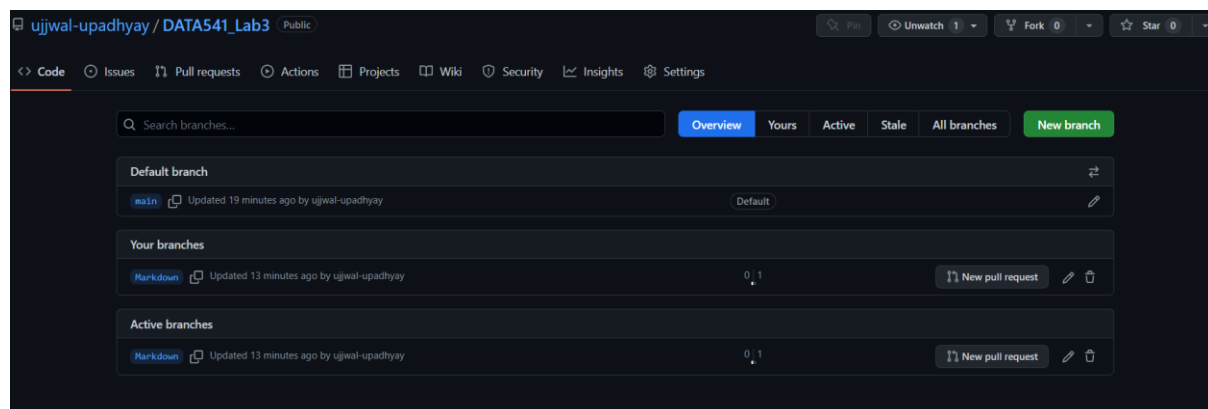 ujjwal-upadhyay / DATA541_Lab3 Public Pin Unwatch 1 Fork 0 Star 0
<> Code Issues Pull requests Actions Projects Wiki Security Insights Settings
Search branches... Overview Yours Active Stale All branches New branch
Default branch
main Updated 19 minutes ago by ujjwal-upadhyay Default
Your branches
Markdown Updated 13 minutes ago by ujjwal-upadhyay 0 | 1 New pull request
Active branches
Markdown Updated 13 minutes ago by ujjwal-upadhyay 0 | 1 New pull request